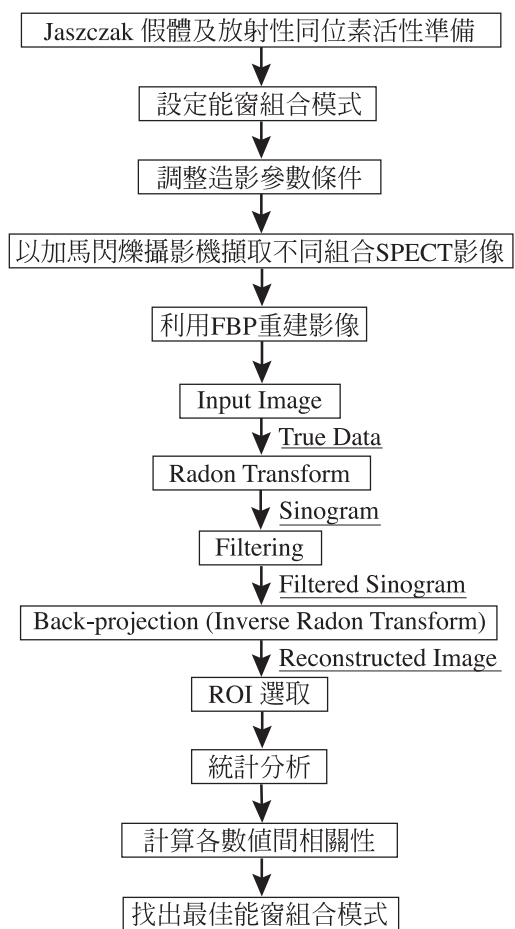 Jaszczak 假體及放射性同位素活性準備
設定能窗組合模式
調整造影參數條件
以加馬閃爍攝影機擷取不同組合SPECT影像
利用FBP重建影像
Input Image
True Data
Radon Transform
Sinogram
Filtering
Filtered Sinogram
Back-projection (Inverse Radon Transform)
Reconstructed Image
ROI 選取
統計分析
計算各數值間相關性
找出最佳能窗組合模式